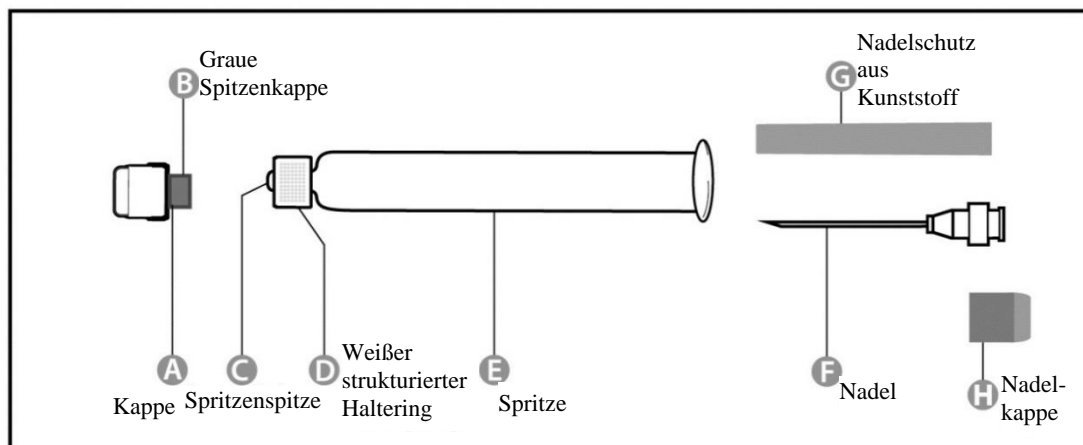 B
Graue
Spitzenkappe
G
Nadelschutz
aus
Kunststoff
A
Kappe
C
Spritzenspitze
D
Weißer
strukturierter
Haltering
E
Spritze
F
Nadel
H
Nadel-
kappe